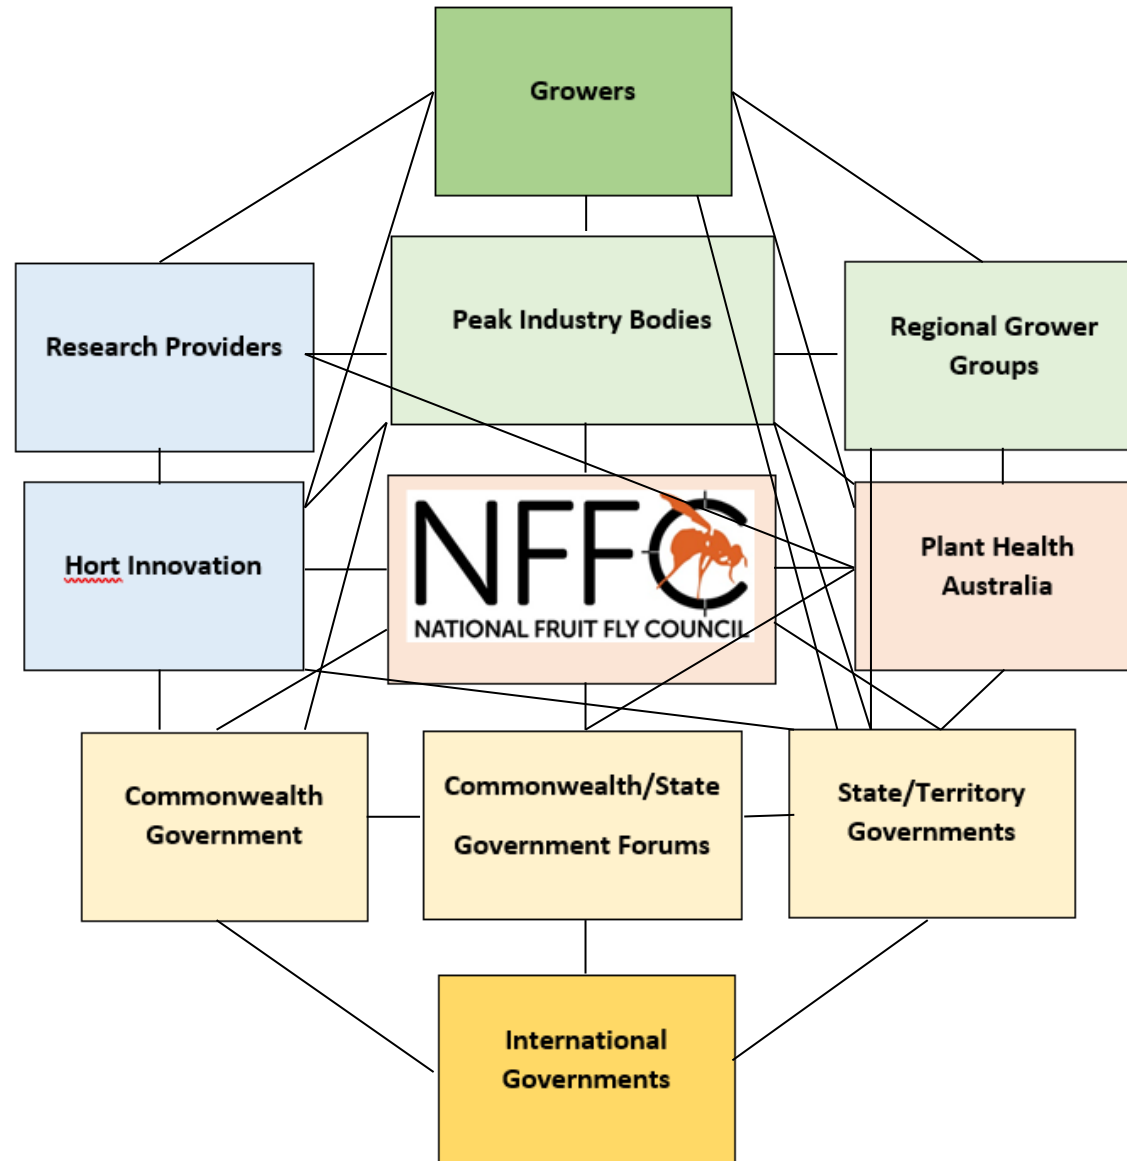 Growers
Peak Industry Bodies
Research Providers
Regional Grower
Groups
Hort Innovation
NFFC
NATIONAL FRUIT FLY COUNCIL
Plant Health
Australia
Commonwealth
Government
Commonwealth/State
Government Forums
State/Territory
Governments
International
Governments